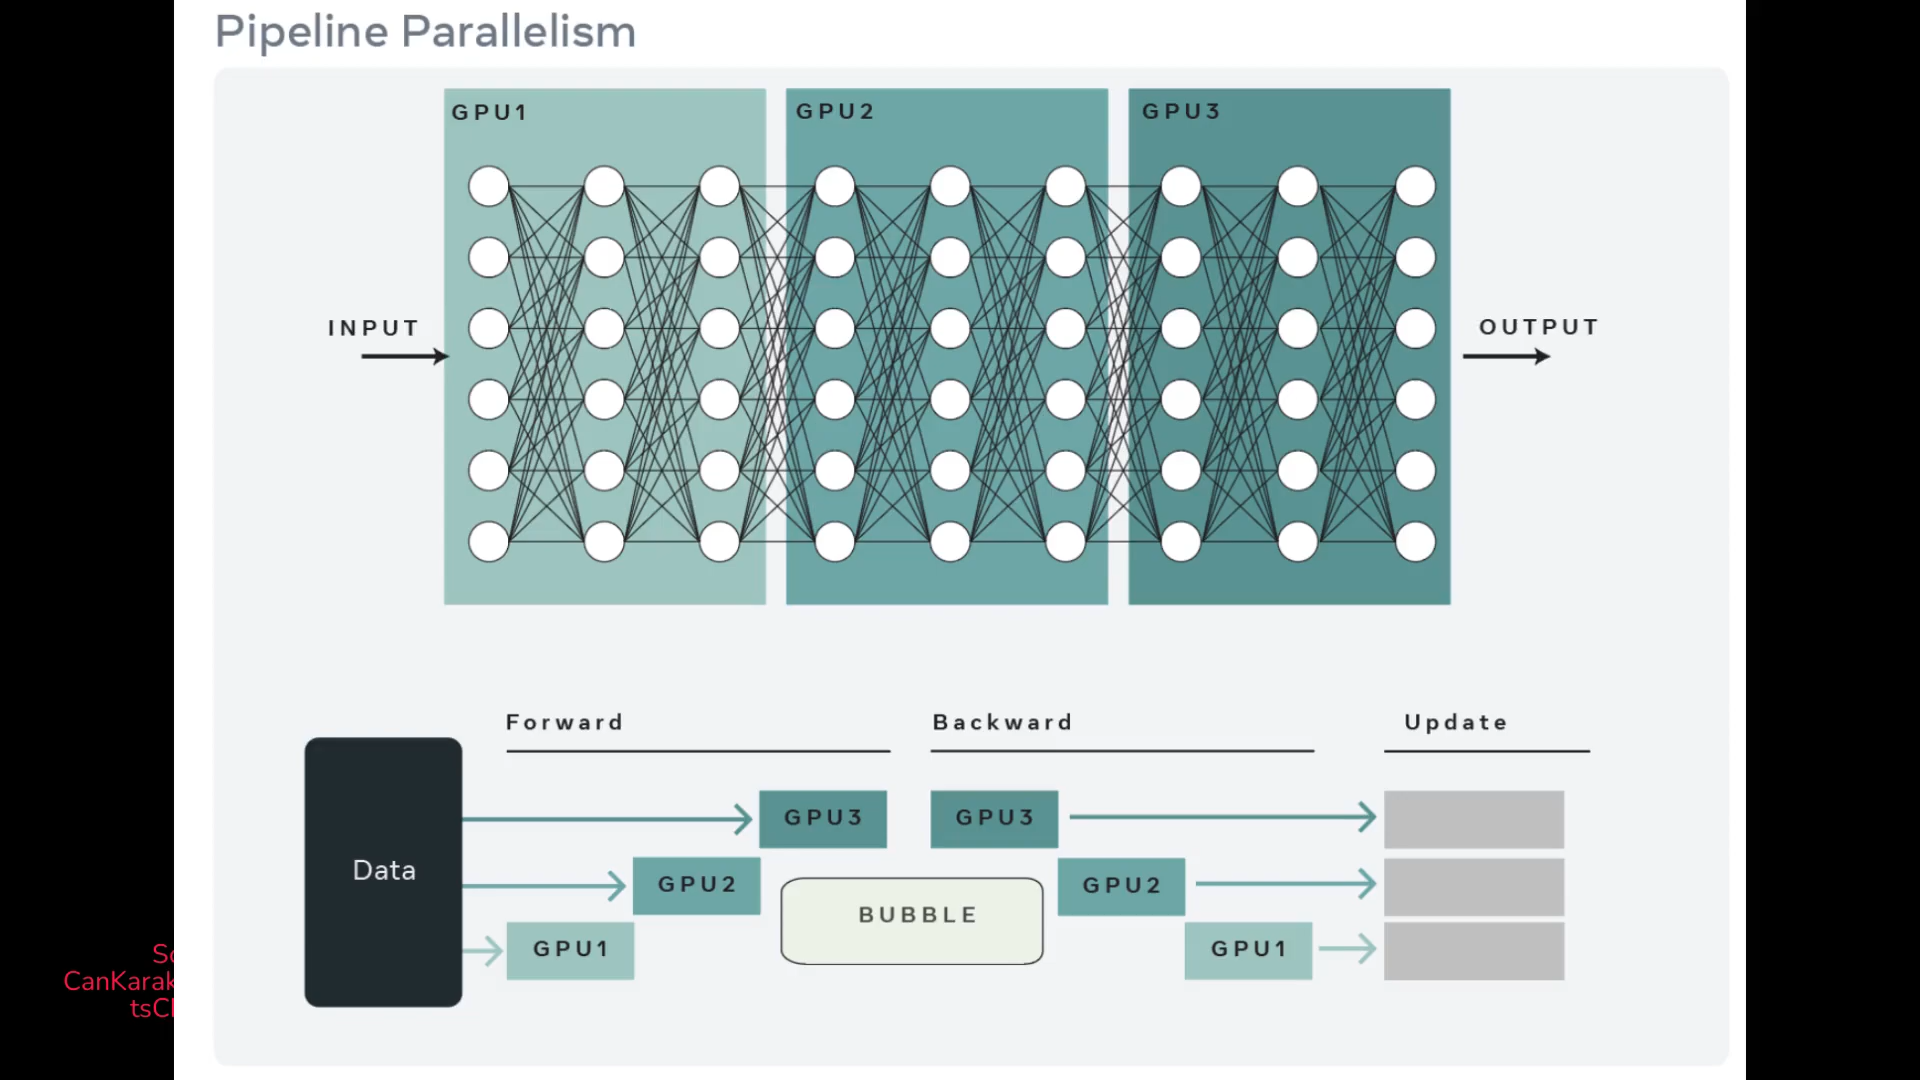 Pipeline Parallelism
GPU1
GPU2
GPU3
INPUT
OUTPUT
Forward
Backward
Update
Data
GPU3
GPU3
GPU2
GPU2
BUBBLE
GPU1
GPU1